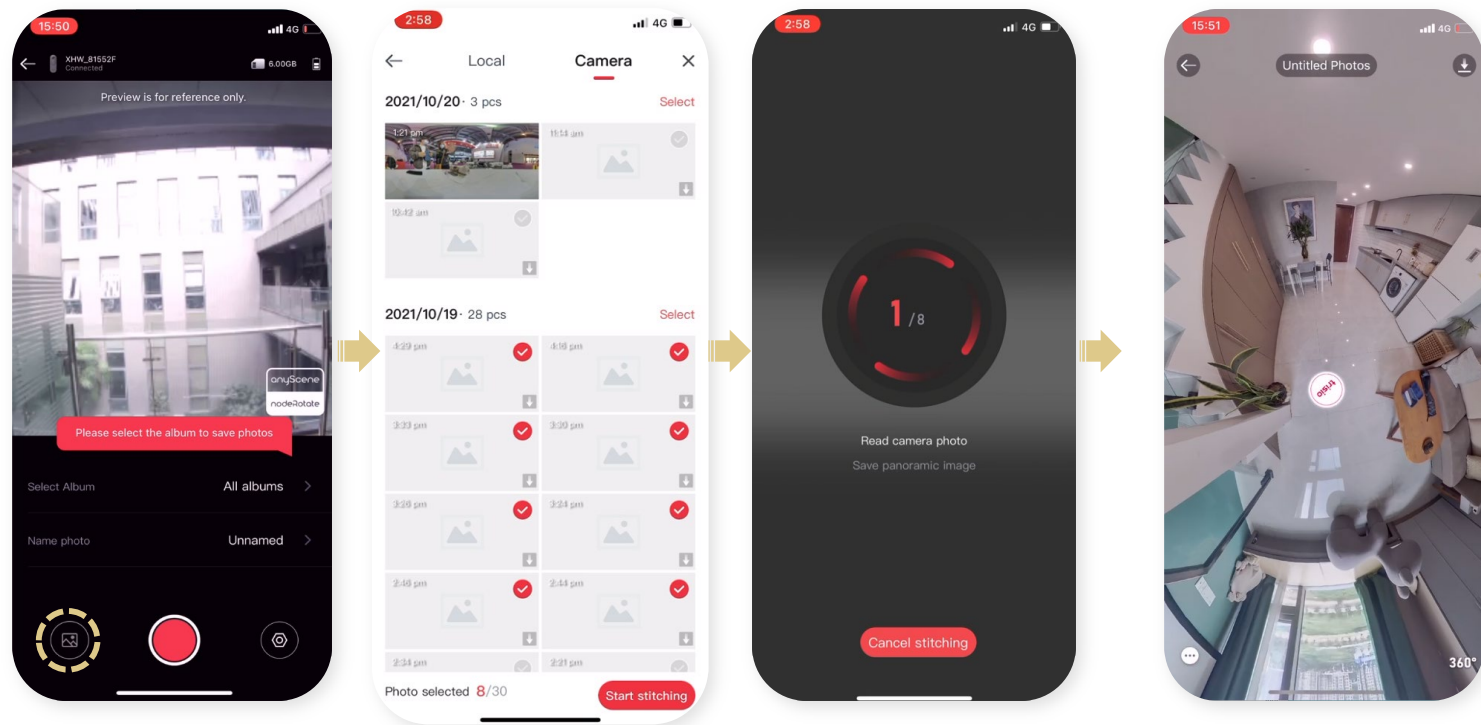 15:50
4G
XHW_81552F
Connected
6.00GB
Preview is for reference only.
anyScene
nodeRotate
Please select the album to save photos
Select Album
All albums
Name photo
Unnamed
2:58
4G
Local
Camera
2021/10/20 · 3 pcs
Select
1:21 pm
11:14 am
10:42 am
2021/10/19 · 28 pcs
Select
4:29 pm
4:16 pm
3:33 pm
3:20 pm
3:26 pm
3:24 pm
2:46 pm
2:44 pm
2:34 pm
2:21 pm
Photo selected 8/30
Start stitching
2:58
4G
1/8
Read camera photo
Save panoramic image
Cancel stitching
15:51
4G
Untitled Photos
trisio
360°